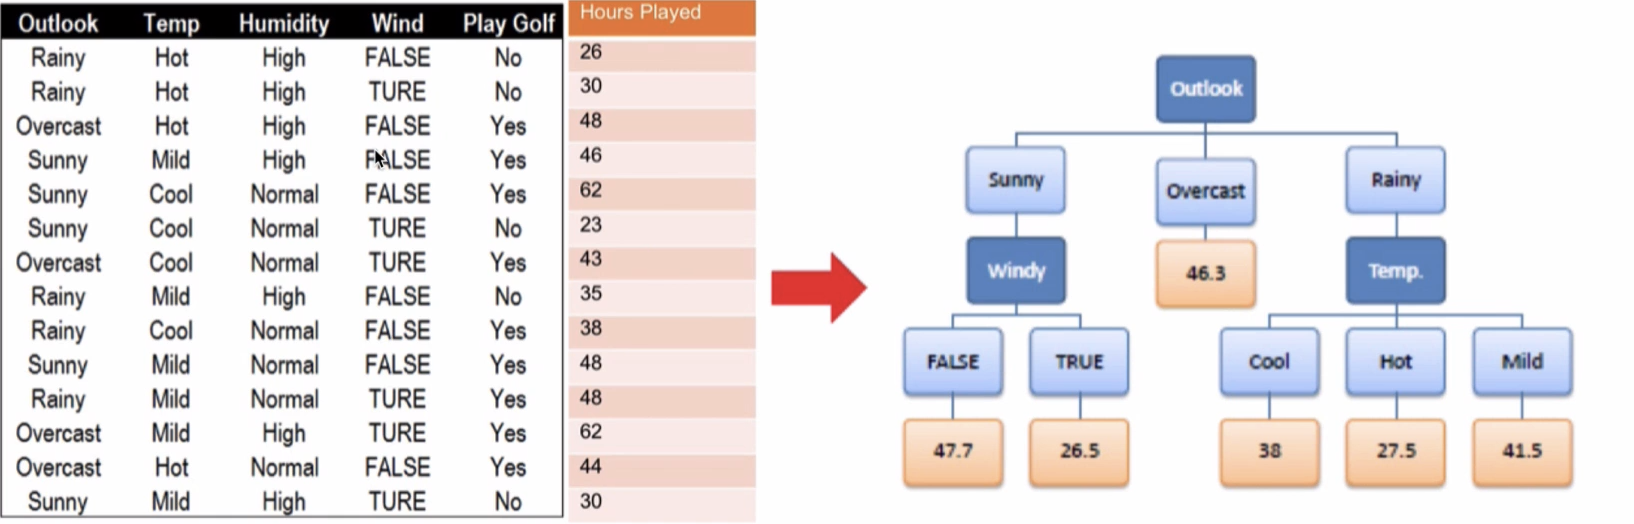 Outlook Temp Humidity Wind Play Golf Hours Played
Rainy Hot High FALSE No 26
Rainy Hot High TURE No 30
Overcast Hot High FALSE Yes 48
Sunny Mild High FALSE Yes 46
Sunny Cool Normal FALSE Yes 62
Sunny Cool Normal TURE No 23
Overcast Cool Normal TURE Yes 43
Rainy Mild High FALSE No 35
Rainy Cool Normal FALSE Yes 38
Sunny Mild Normal FALSE Yes 48
Rainy Mild Normal TURE Yes 48
Overcast Mild High TURE Yes 62
Overcast Hot Normal FALSE Yes 44
Sunny Mild High TURE No 30
Outlook
Sunny Overcast Rainy
Windy 46.3 Temp.
FALSE TRUE Cool Hot Mild
47.7 26.5 38 27.5 41.5